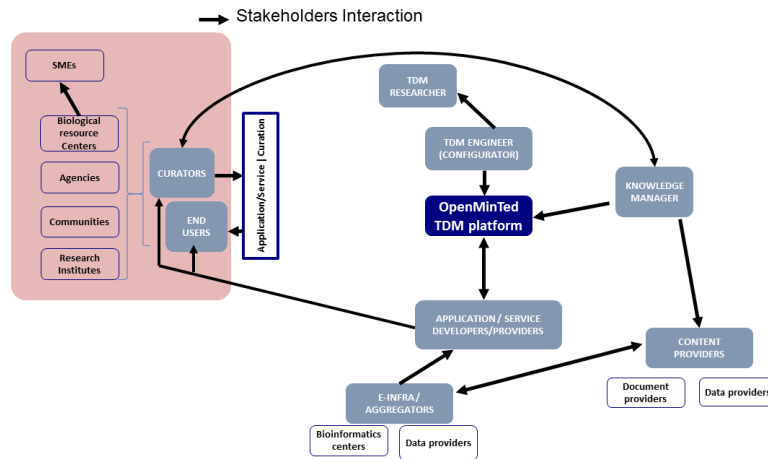 Stakeholders Interaction
SMEs
Biological
resource
Centers
Agencies
Communities
Research
Institutes
CURATORS
END
USERS
Application/Service | Curation
TDM
RESEARCHER
TDM ENGINEER
(CONFIGURATOR)
OpenMinTed
TDM platform
KNOWLEDGE
MANAGER
APPLICATION / SERVICE
DEVELOPERS/PROVIDERS
CONTENT
PROVIDERS
Document
providers
Data providers
E-INFRA /
AGGREGATORS
Bioinformatics
centers
Data providers